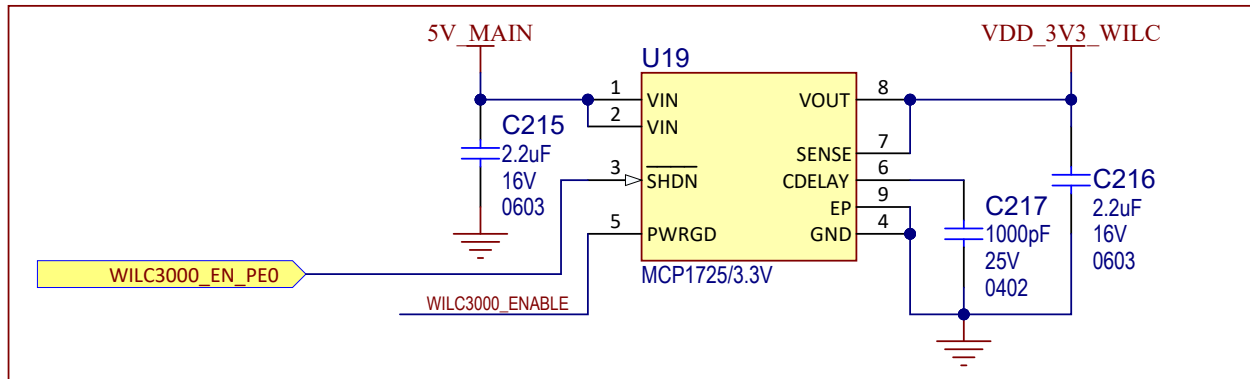 5V_MAIN
VDD_3V3_WILC
U19
1
VIN
VOUT
8
2
VIN
C215
2.2uF
16V
0603
SENSE
7
3
SHDN
CDELAY
6
EP
9
C216
2.2uF
16V
0603
C217
1000pF
25V
0402
5
PWRGD
GND
4
MCP1725/3.3V
WILC3000_EN_PE0
WILC3000_ENABLE